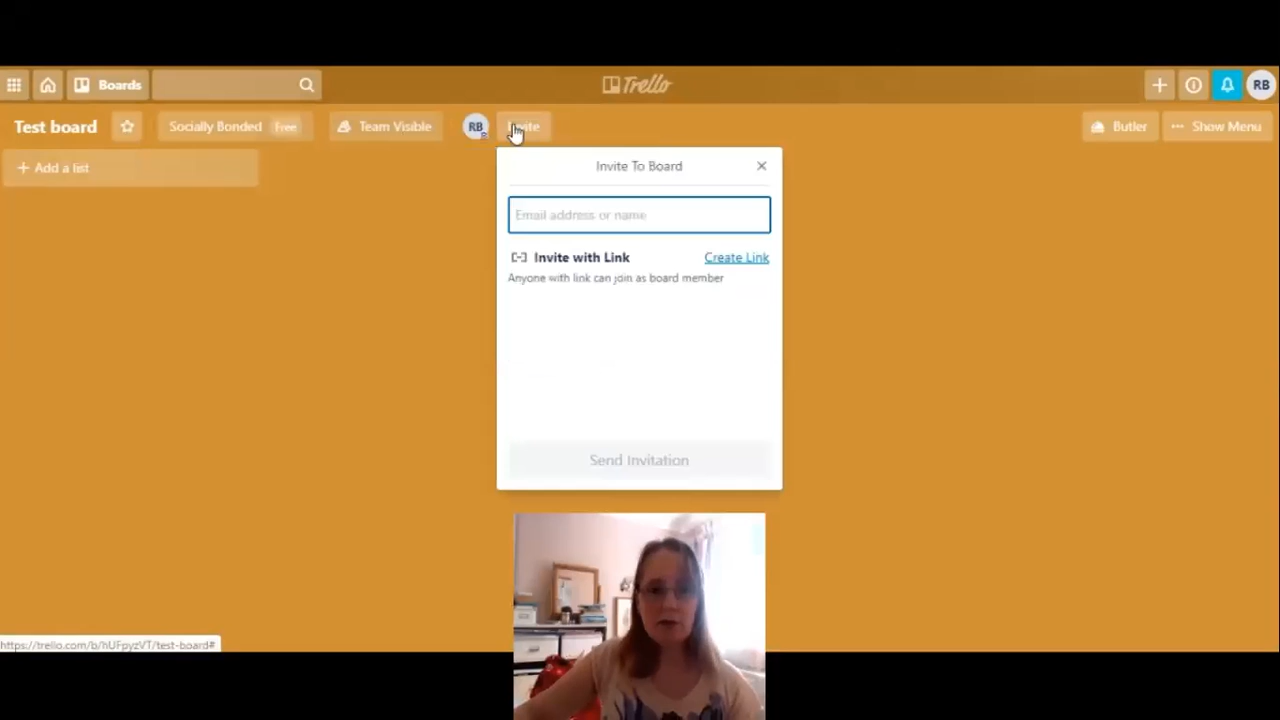 Boards
Trello
RB
Test board
Socially Bonded Free
Team Visible
RB
Invite
Butler
Show Menu
+ Add a list
Invite To Board
Email address or name
Invite with Link
Create Link
Anyone with link can join as board member
Send Invitation
https://trello.com/b/hUFpyzVT/test-board#